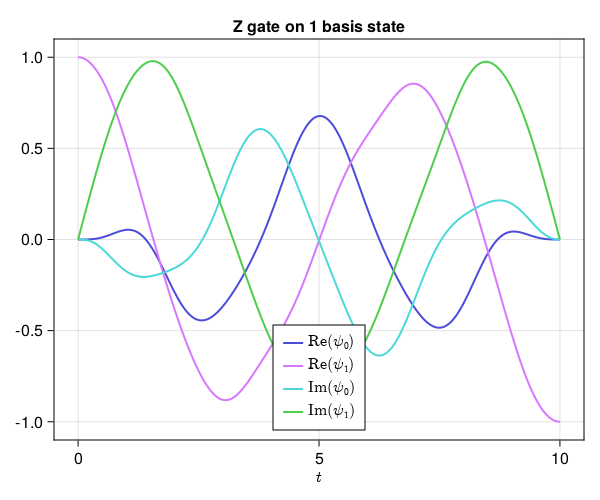 Z gate on 1 basis state
1.0
0.5
0.0
-0.5
-1.0
Re(ψ₀)
Re(ψ₁)
Im(ψ₀)
Im(ψ₁)
0 5 10
t